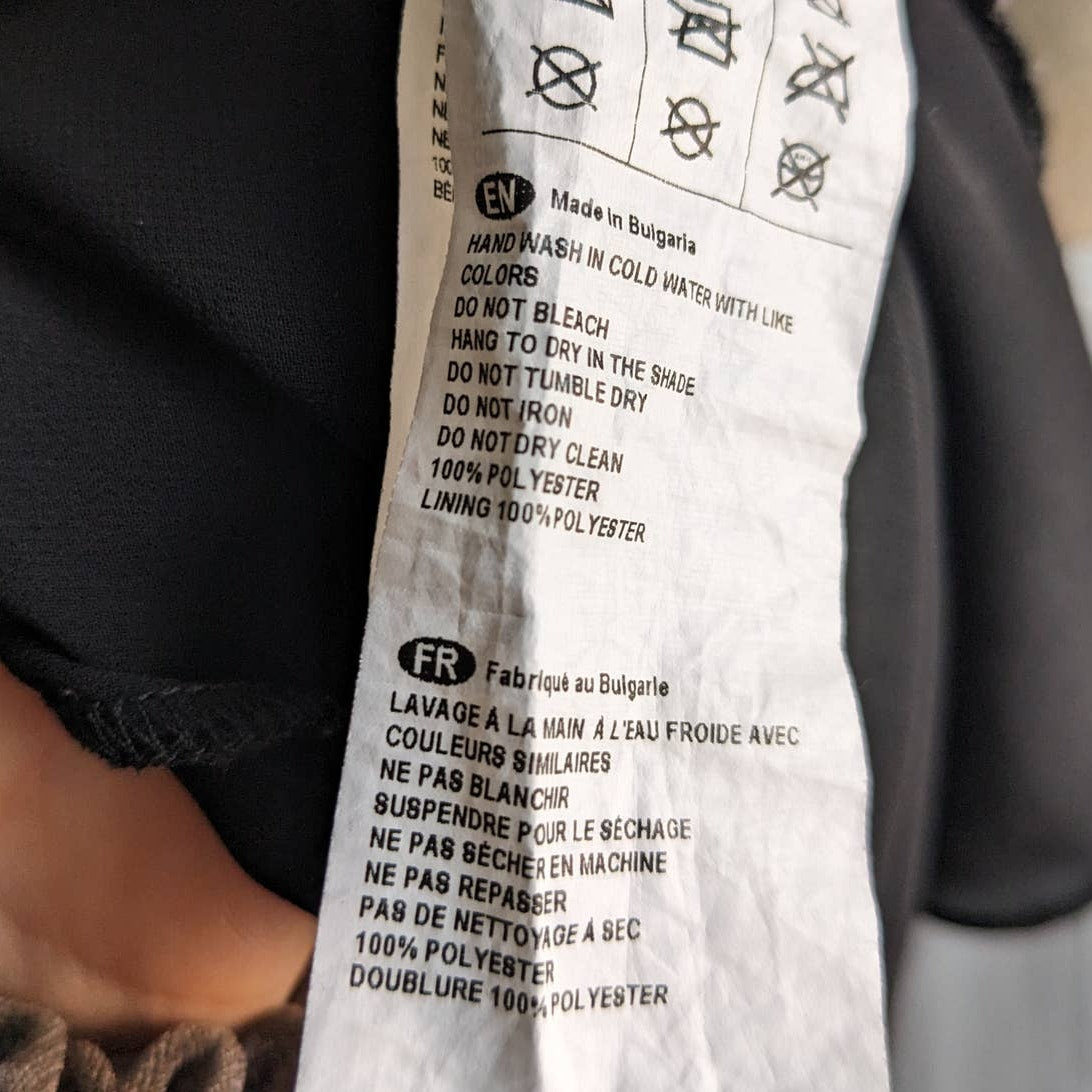 EN Made in Bulgaria
HAND WASH IN COLD WATER WITH LIKE
COLORS
DO NOT BLEACH
HANG TO DRY IN THE SHADE
DO NOT TUMBLE DRY
DO NOT IRON
DO NOT DRY CLEAN
100% POLYESTER
LINING 100% POLYESTER
FR Fabriqué au Bulgarie
LAVAGE À LA MAIN À L'EAU FROIDE AVEC
COULEURS SIMILAIRES
NE PAS BLANCHIR
SUSPENDRE POUR LE SÉCHAGE
NE PAS SÉCHER EN MACHINE
NE PAS REPASSER
PAS DE NETTOYAGE À SEC
100% POLYESTER
DOUBLURE 100% POLYESTER